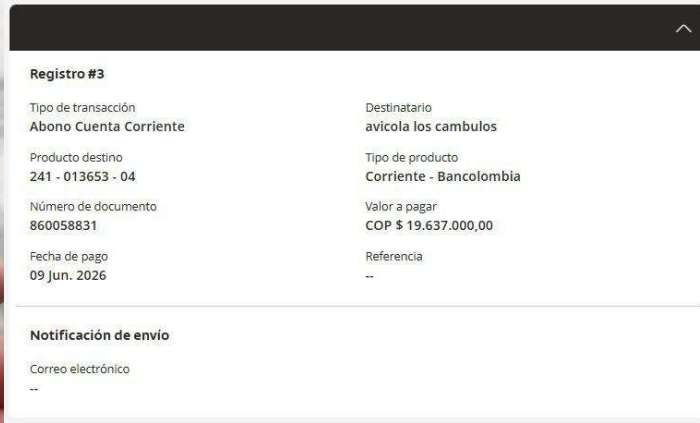 Registro #3
Tipo de transacción
Destinatario
Abono Cuenta Corriente
avicola los cambulos
Producto destino
Tipo de producto
241 - 013653 - 04
Corriente - Bancolombia
Número de documento
Valor a pagar
860058831
COP $ 19.637.000,00
Fecha de pago
Referencia
09 Jun. 2026
--
Notificación de envío
Correo electrónico
--